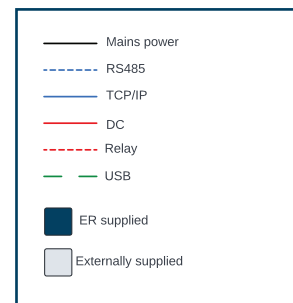 Mains power
RS485
TCP/IP
DC
Relay
USB
ER supplied
Externally supplied